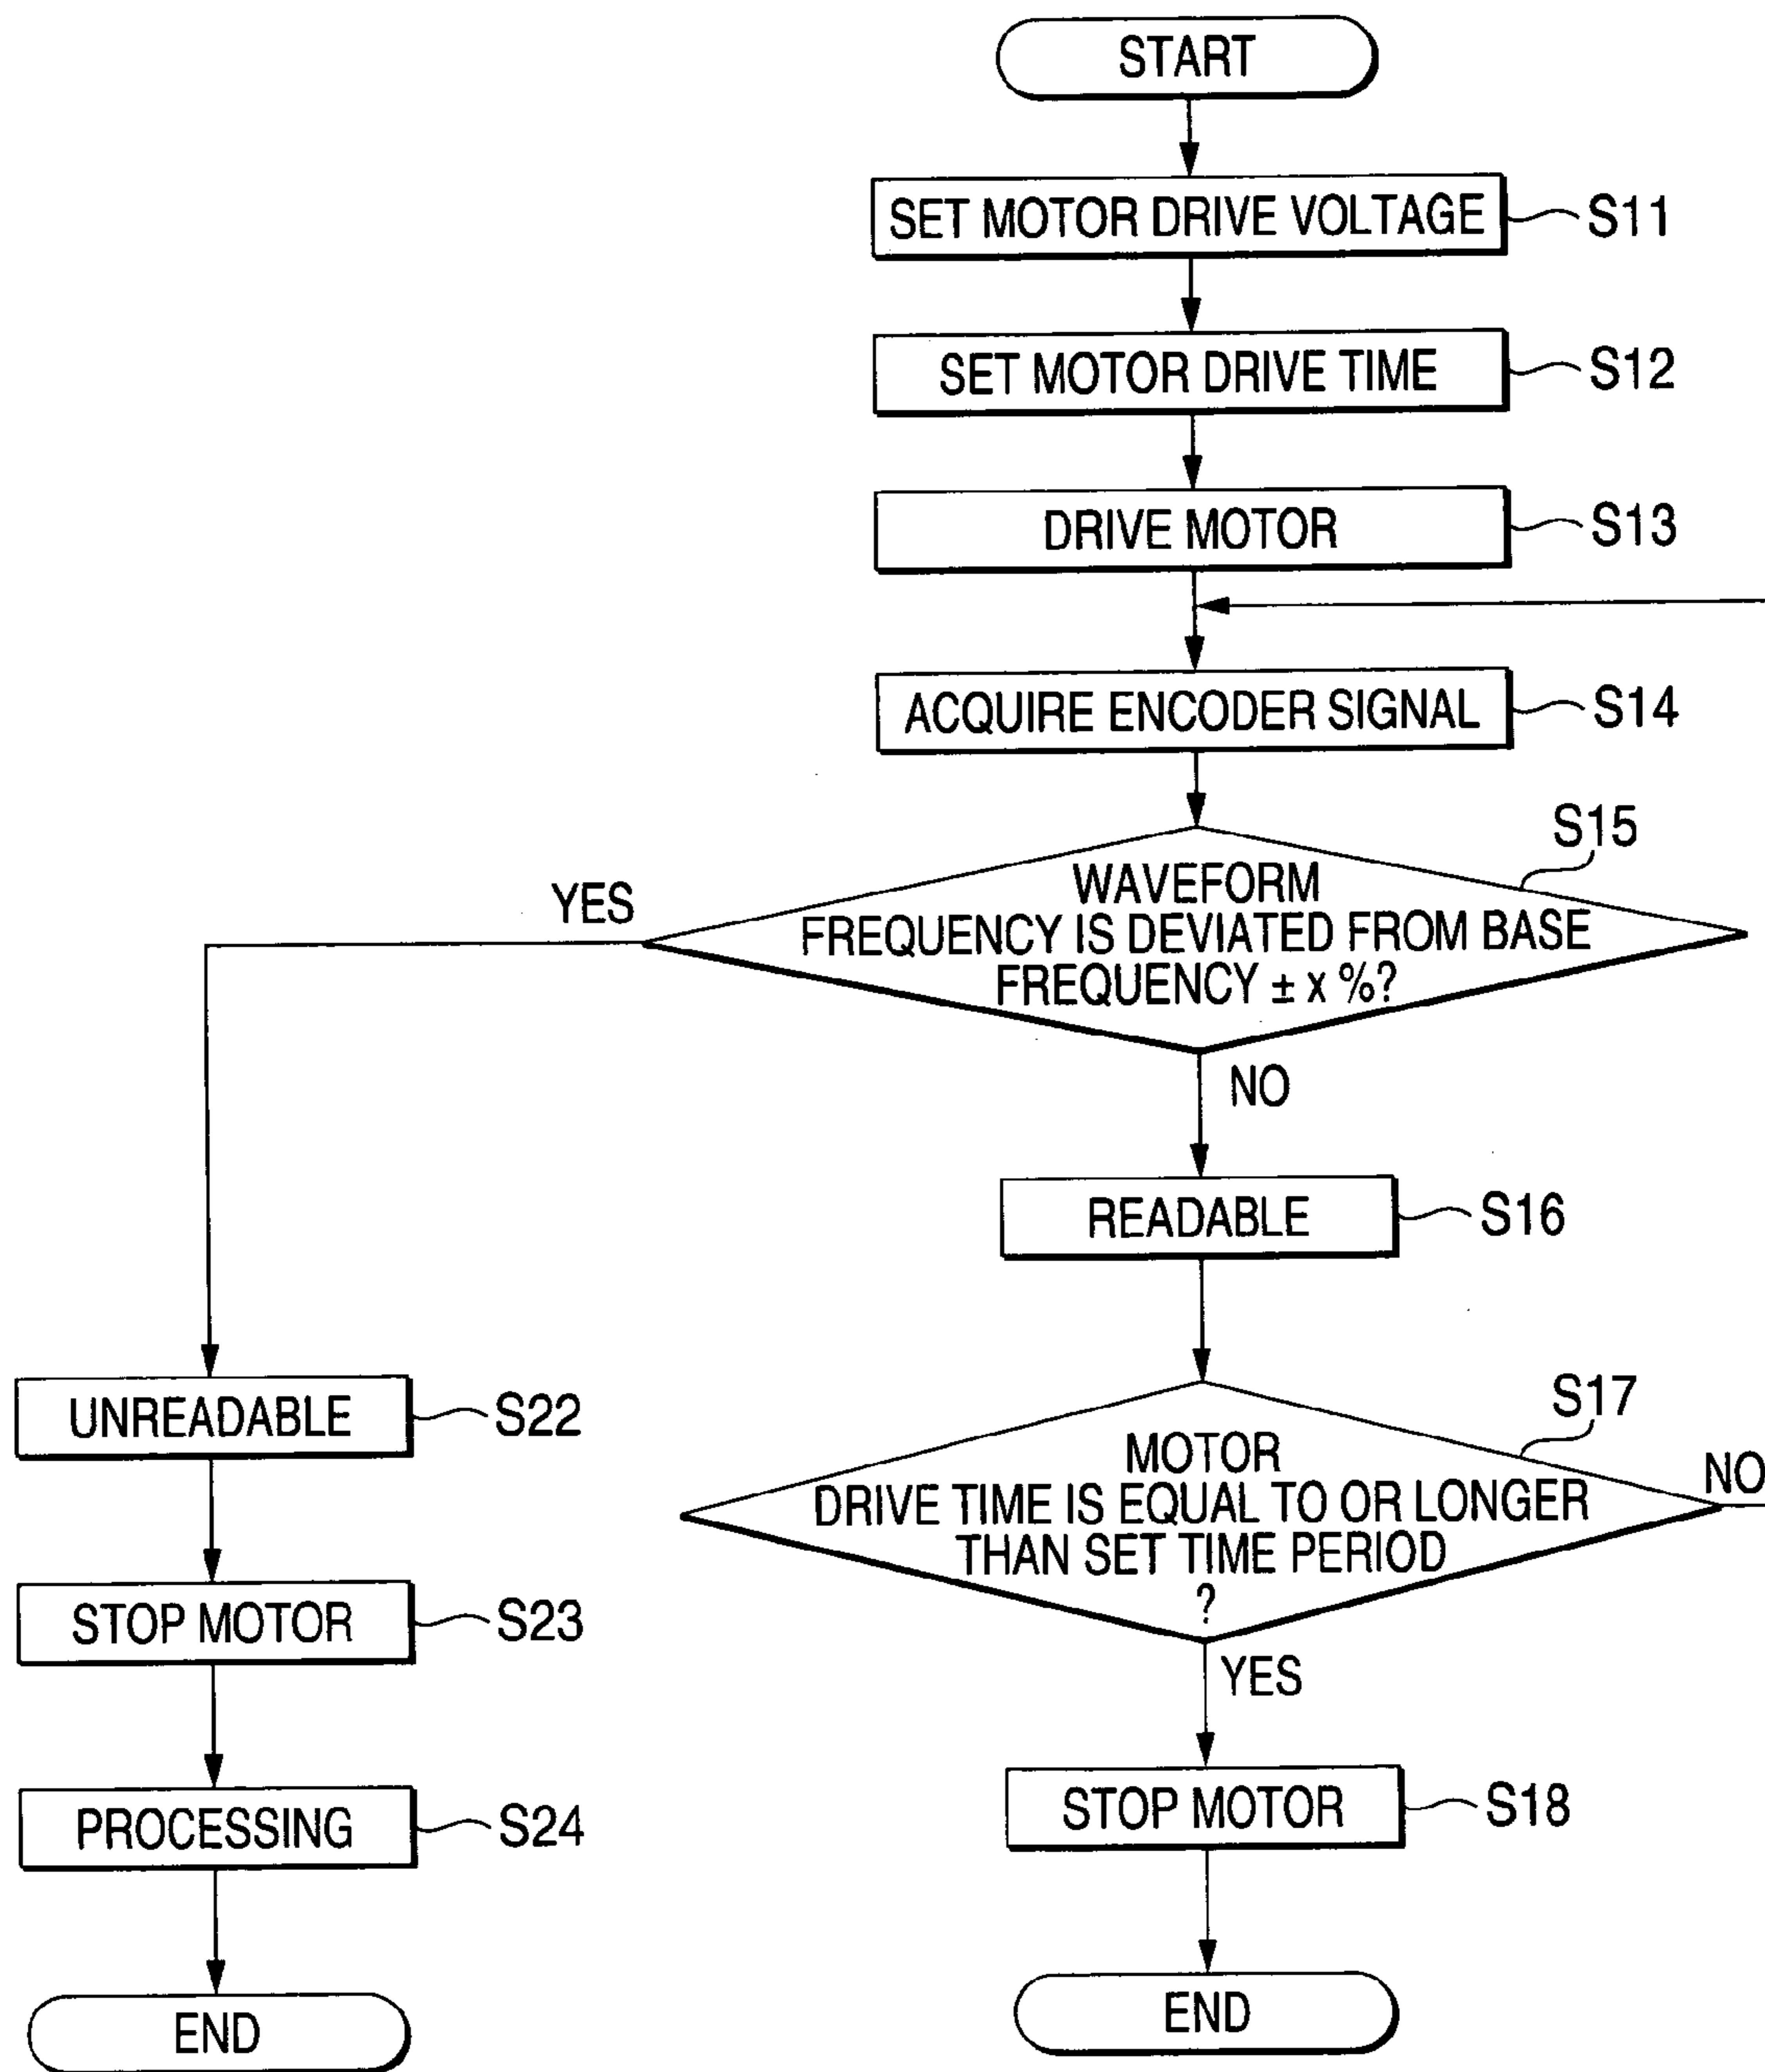 START
SET MOTOR DRIVE VOLTAGE
S11
SET MOTOR DRIVE TIME
S12
DRIVE MOTOR
S13
ACQUIRE ENCODER SIGNAL
S14
S15
WAVEFORM
FREQUENCY IS DEVIATED FROM BASE
FREQUENCY ± x %?
YES
NO
READABLE
S16
S17
MOTOR
DRIVE TIME IS EQUAL TO OR LONGER
THAN SET TIME PERIOD
?
NO
YES
STOP MOTOR
S18
END
UNREADABLE
S22
STOP MOTOR
S23
PROCESSING
S24
END